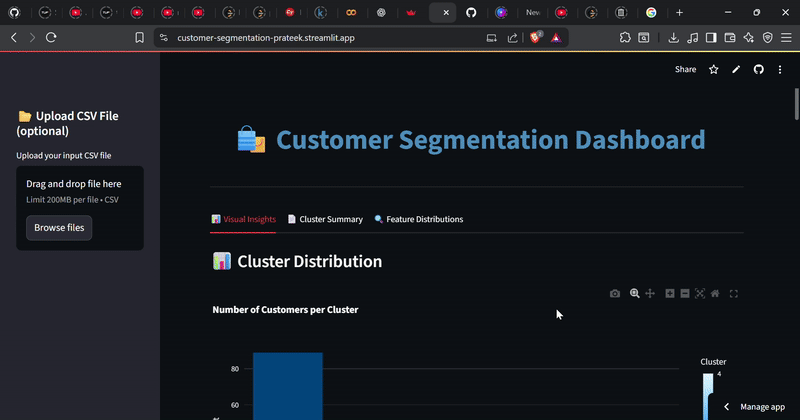 New
customer-segmentation-prateek.streamlit.app
Share
Upload CSV File
(optional)
Upload your input CSV file
Drag and drop file here
Limit 200MB per file • CSV
Browse files
Customer Segmentation Dashboard
Visual Insights
Cluster Summary
Feature Distributions
Cluster Distribution
Number of Customers per Cluster
80
60
Cluster
4
Manage app